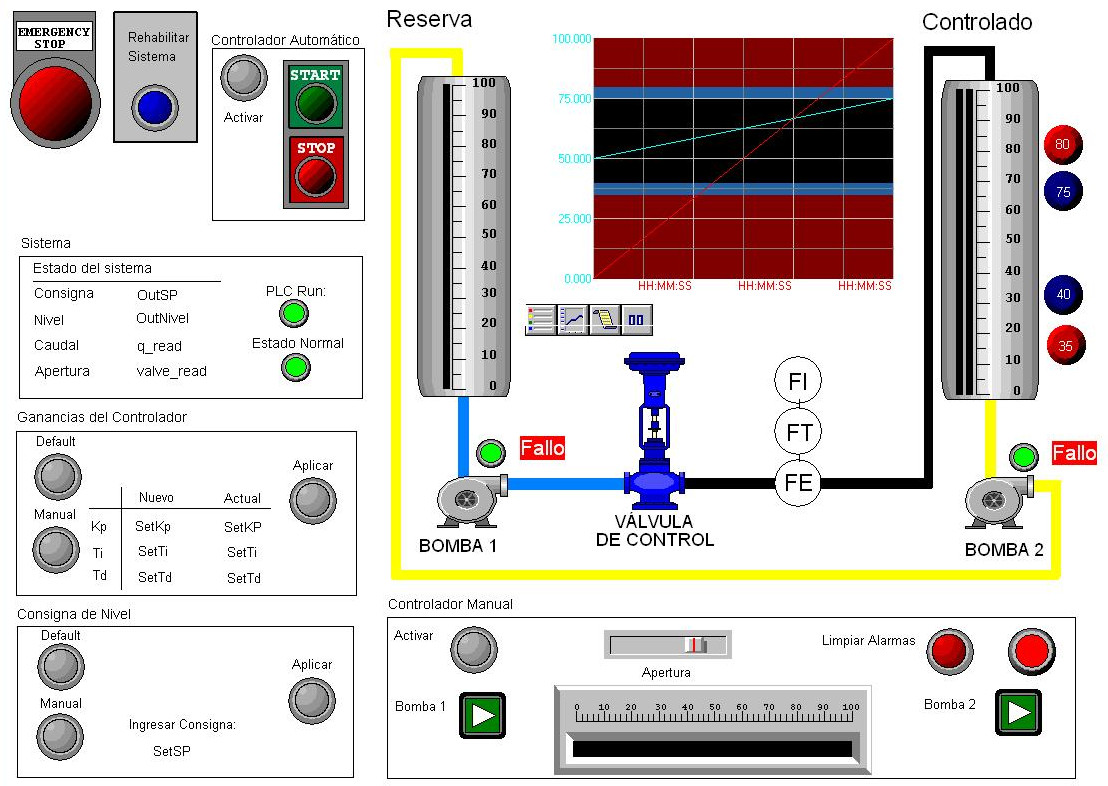 EMERGENCY
STOP
Rehabilitar
Sistema
Controlador Automático
Activar
START
STOP
Reserva
100
90
80
70
60
50
40
30
20
10
0
100.000
75.000
50.000
25.000
0.000
HH:MM:SS HH:MM:SS HH:MM:SS
Controlado
100
90
80
70
60
50
40
30
20
10
0
80
75
40
35
Sistema
Estado del sistema
Consigna OutSP
Nivel OutNivel
Caudal q_read
Apertura valve_read
PLC Run:
Estado Normal
Ganancias del Controlador
Default
Manual
Nuevo Actual
Kp SetKp SetKP
Ti SetTi SetTi
Td SetTd SetTd
Aplicar
Fallo
BOMBA 1
VÁLVULA
DE CONTROL
FI
FT
FE
Fallo
BOMBA 2
Consigna de Nivel
Default
Manual
Aplicar
Ingresar Consigna:
SetSP
Controlador Manual
Activar
Bomba 1
Apertura
0 10 20 30 40 50 60 70 80 90 100
Limpiar Alarmas
Bomba 2